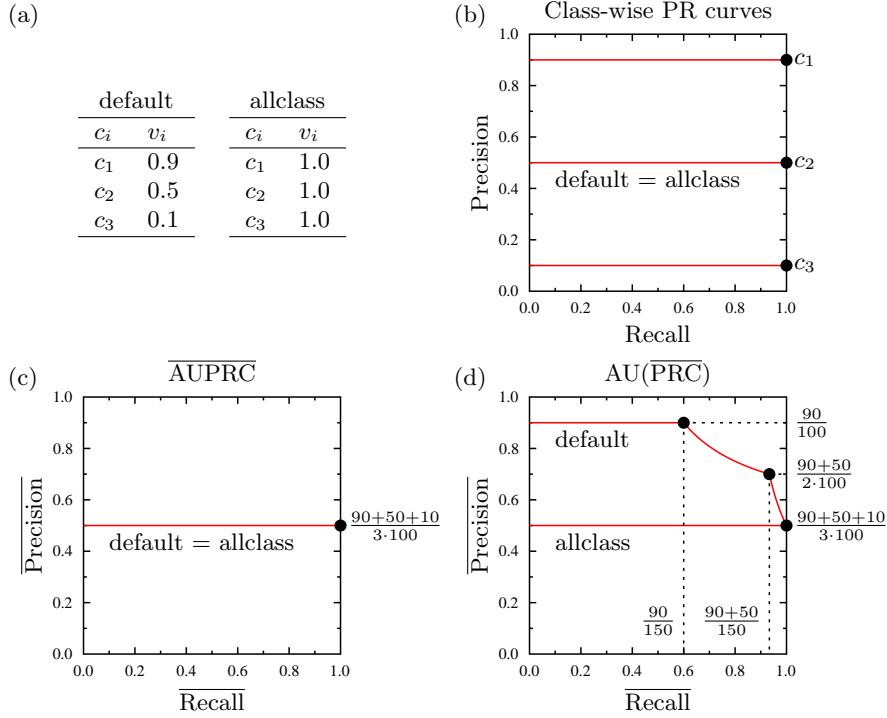 (a)
default allclass
c_i v_i c_i v_i
c_1 0.9 c_1 1.0
c_2 0.5 c_2 1.0
c_3 0.1 c_3 1.0
(b)
Class-wise PR curves
1.0
0.8
0.6
0.4
0.2
0.0
Precision
c_1
c_2
default = allclass
c_3
0.0 0.2 0.4 0.6 0.8 1.0
Recall
(c)
AUPRC
1.0
0.8
0.6
0.4
0.2
0.0
Precision
90+50+10
3·100
default = allclass
0.0 0.2 0.4 0.6 0.8 1.0
Recall
(d)
AU(PRC)
1.0
0.8
0.6
0.4
0.2
0.0
Precision
default
90
100
90+50
2·100
90+50+10
3·100
allclass
90
150
90+50
150
0.0 0.2 0.4 0.6 0.8 1.0
Recall